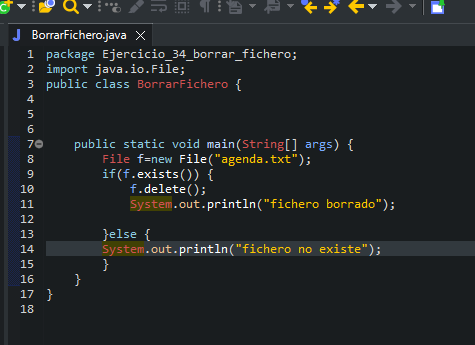 BorrarFichero.java
1 package Ejercicio_34_borrar_fichero;
2 import java.io.File;
3 public class BorrarFichero {
4
5
6
7 public static void main(String[] args) {
8 File f=new File("agenda.txt");
9 if(f.exists()) {
10 f.delete();
11 System.out.println("fichero borrado");
12
13 }else {
14 System.out.println("fichero no existe");
15 }
16 }
17 }
18